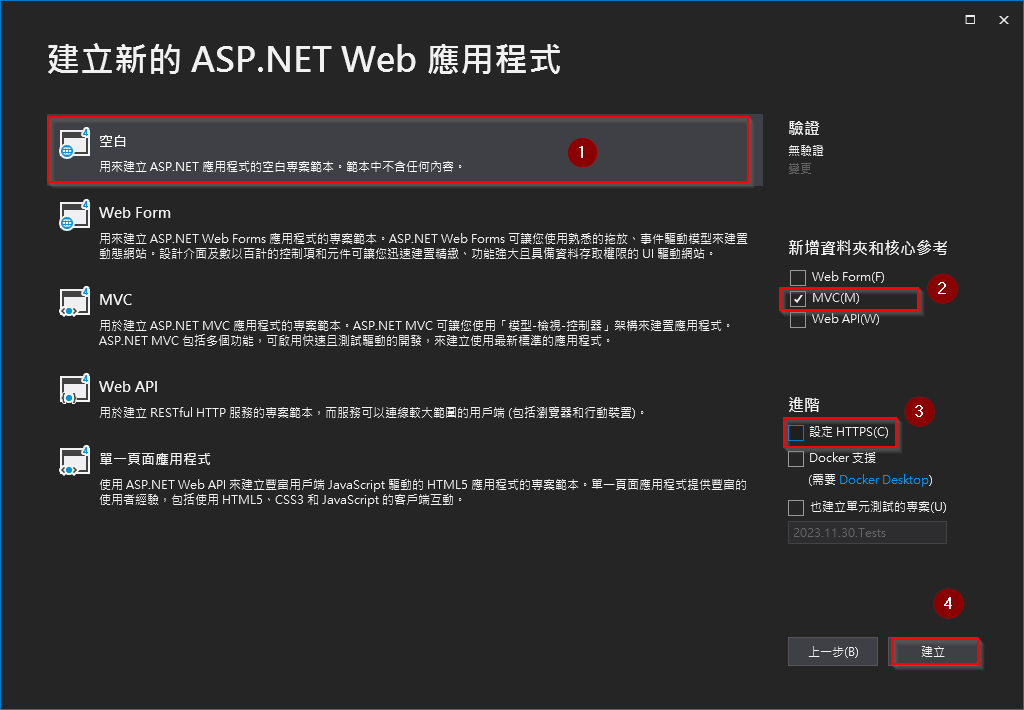 建立新的 ASP.NET Web 應用程式
4
空白
用來建立 ASP.NET 應用程式的空白專案範本。範本中不含任何內容。
1
4
Web Form
用來建立 ASP.NET Web Forms 應用程式的專案範本。ASP.NET Web Forms 可讓您使用熟悉的拖放、事件驅動模型來建置
動態網站。設計介面及數以百計的控制項和元件可讓您迅速建置精緻、功能強大且具備資料存取權限的 UI 驅動網站。
4
MVC
用於建立 ASP.NET MVC 應用程式的專案範本。ASP.NET MVC 可讓您使用「模型-檢視-控制器」架構來建置應用程式。
ASP.NET MVC 包括多個功能，可啟用快速且測試驅動的開發，來建立使用最新標準的應用程式。
4
Web API
用於建立 RESTful HTTP 服務的專案範本，而服務可以連線較大範圍的用戶端 (包括瀏覽器和行動裝置)。
4
單一頁面應用程式
使用 ASP.NET Web API 來建立豐富用戶端 JavaScript 驅動的 HTML5 應用程式的專案範本。單一頁面應用程式提供豐富的
使用者經驗，包括使用 HTML5、CSS3 和 JavaScript 的客戶端互動。
驗證
無驗證
變更
新增資料夾和核心參考
Web Form(F)
MVC(M)
2
Web API(W)
進階
3
設定 HTTPS(C)
Docker 支援
(需要 Docker Desktop)
也建立單元測試的專案(U)
2023.11.30.Tests
4
上一步(B)
建立